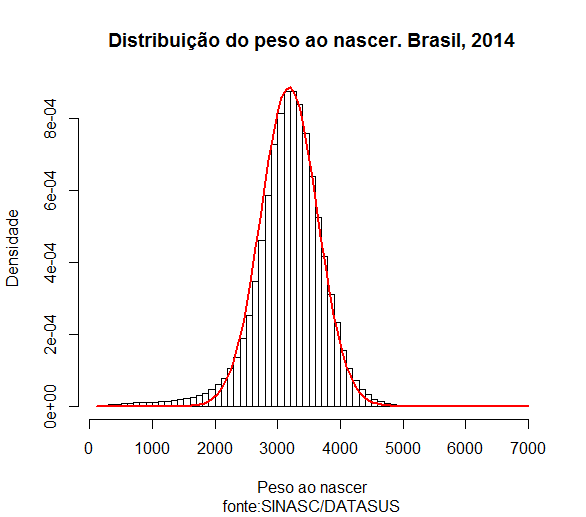 Distribuição do peso ao nascer. Brasil, 2014
Densidade
8e-04
6e-04
4e-04
2e-04
0e+00
0 1000 2000 3000 4000 5000 6000 7000
Peso ao nascer
fonte:SINASC/DATASUS